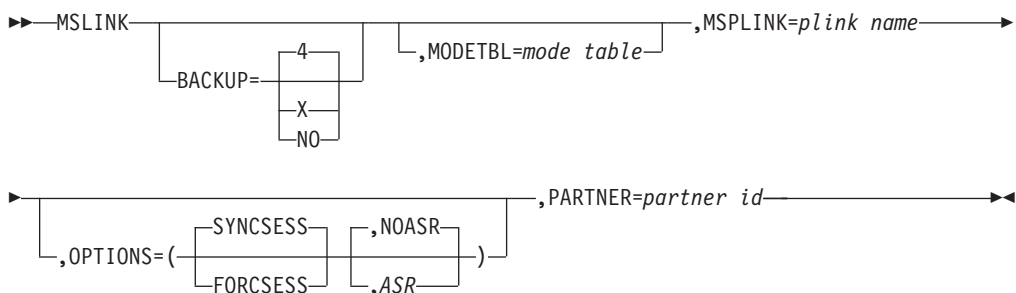 MSLINK ,MSPLINK=plink name
4 ,MODETBL=mode table
BACKUP=
X
NO
,PARTNER=partner id
SYNCSESS ,NOASR
,OPTIONS=( )
FORCSESS ,ASR